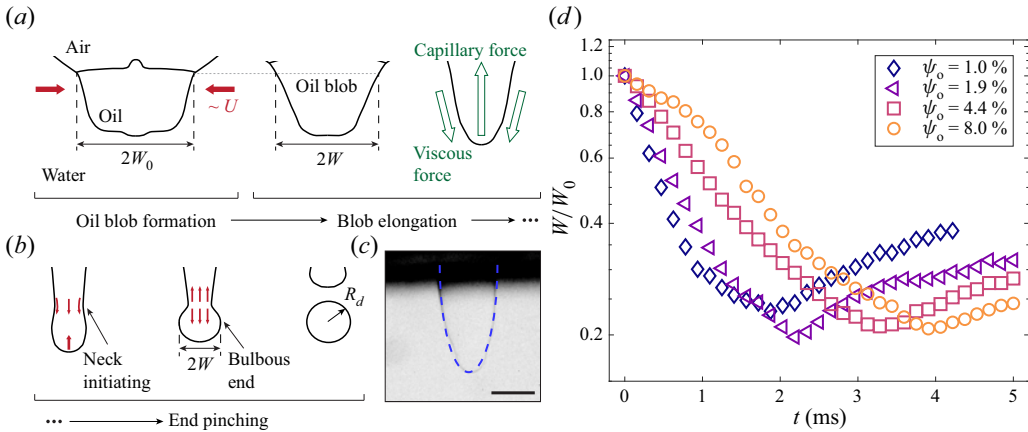 (a)
Air
Oil
~ U
2W₀
Water
Oil blob
2W
Capillary force
Viscous
force
Oil blob formation
Blob elongation
•••
(b)
Neck
initiating
2W
Bulbous
end
R_d
•••
End pinching
(c)
(d)
W/W₀
1.2
1.0
0.8
0.6
0.4
0.2
ψₒ = 1.0 %
ψₒ = 1.9 %
ψₒ = 4.4 %
ψₒ = 8.0 %
0
1
2
3
4
5
t (ms)